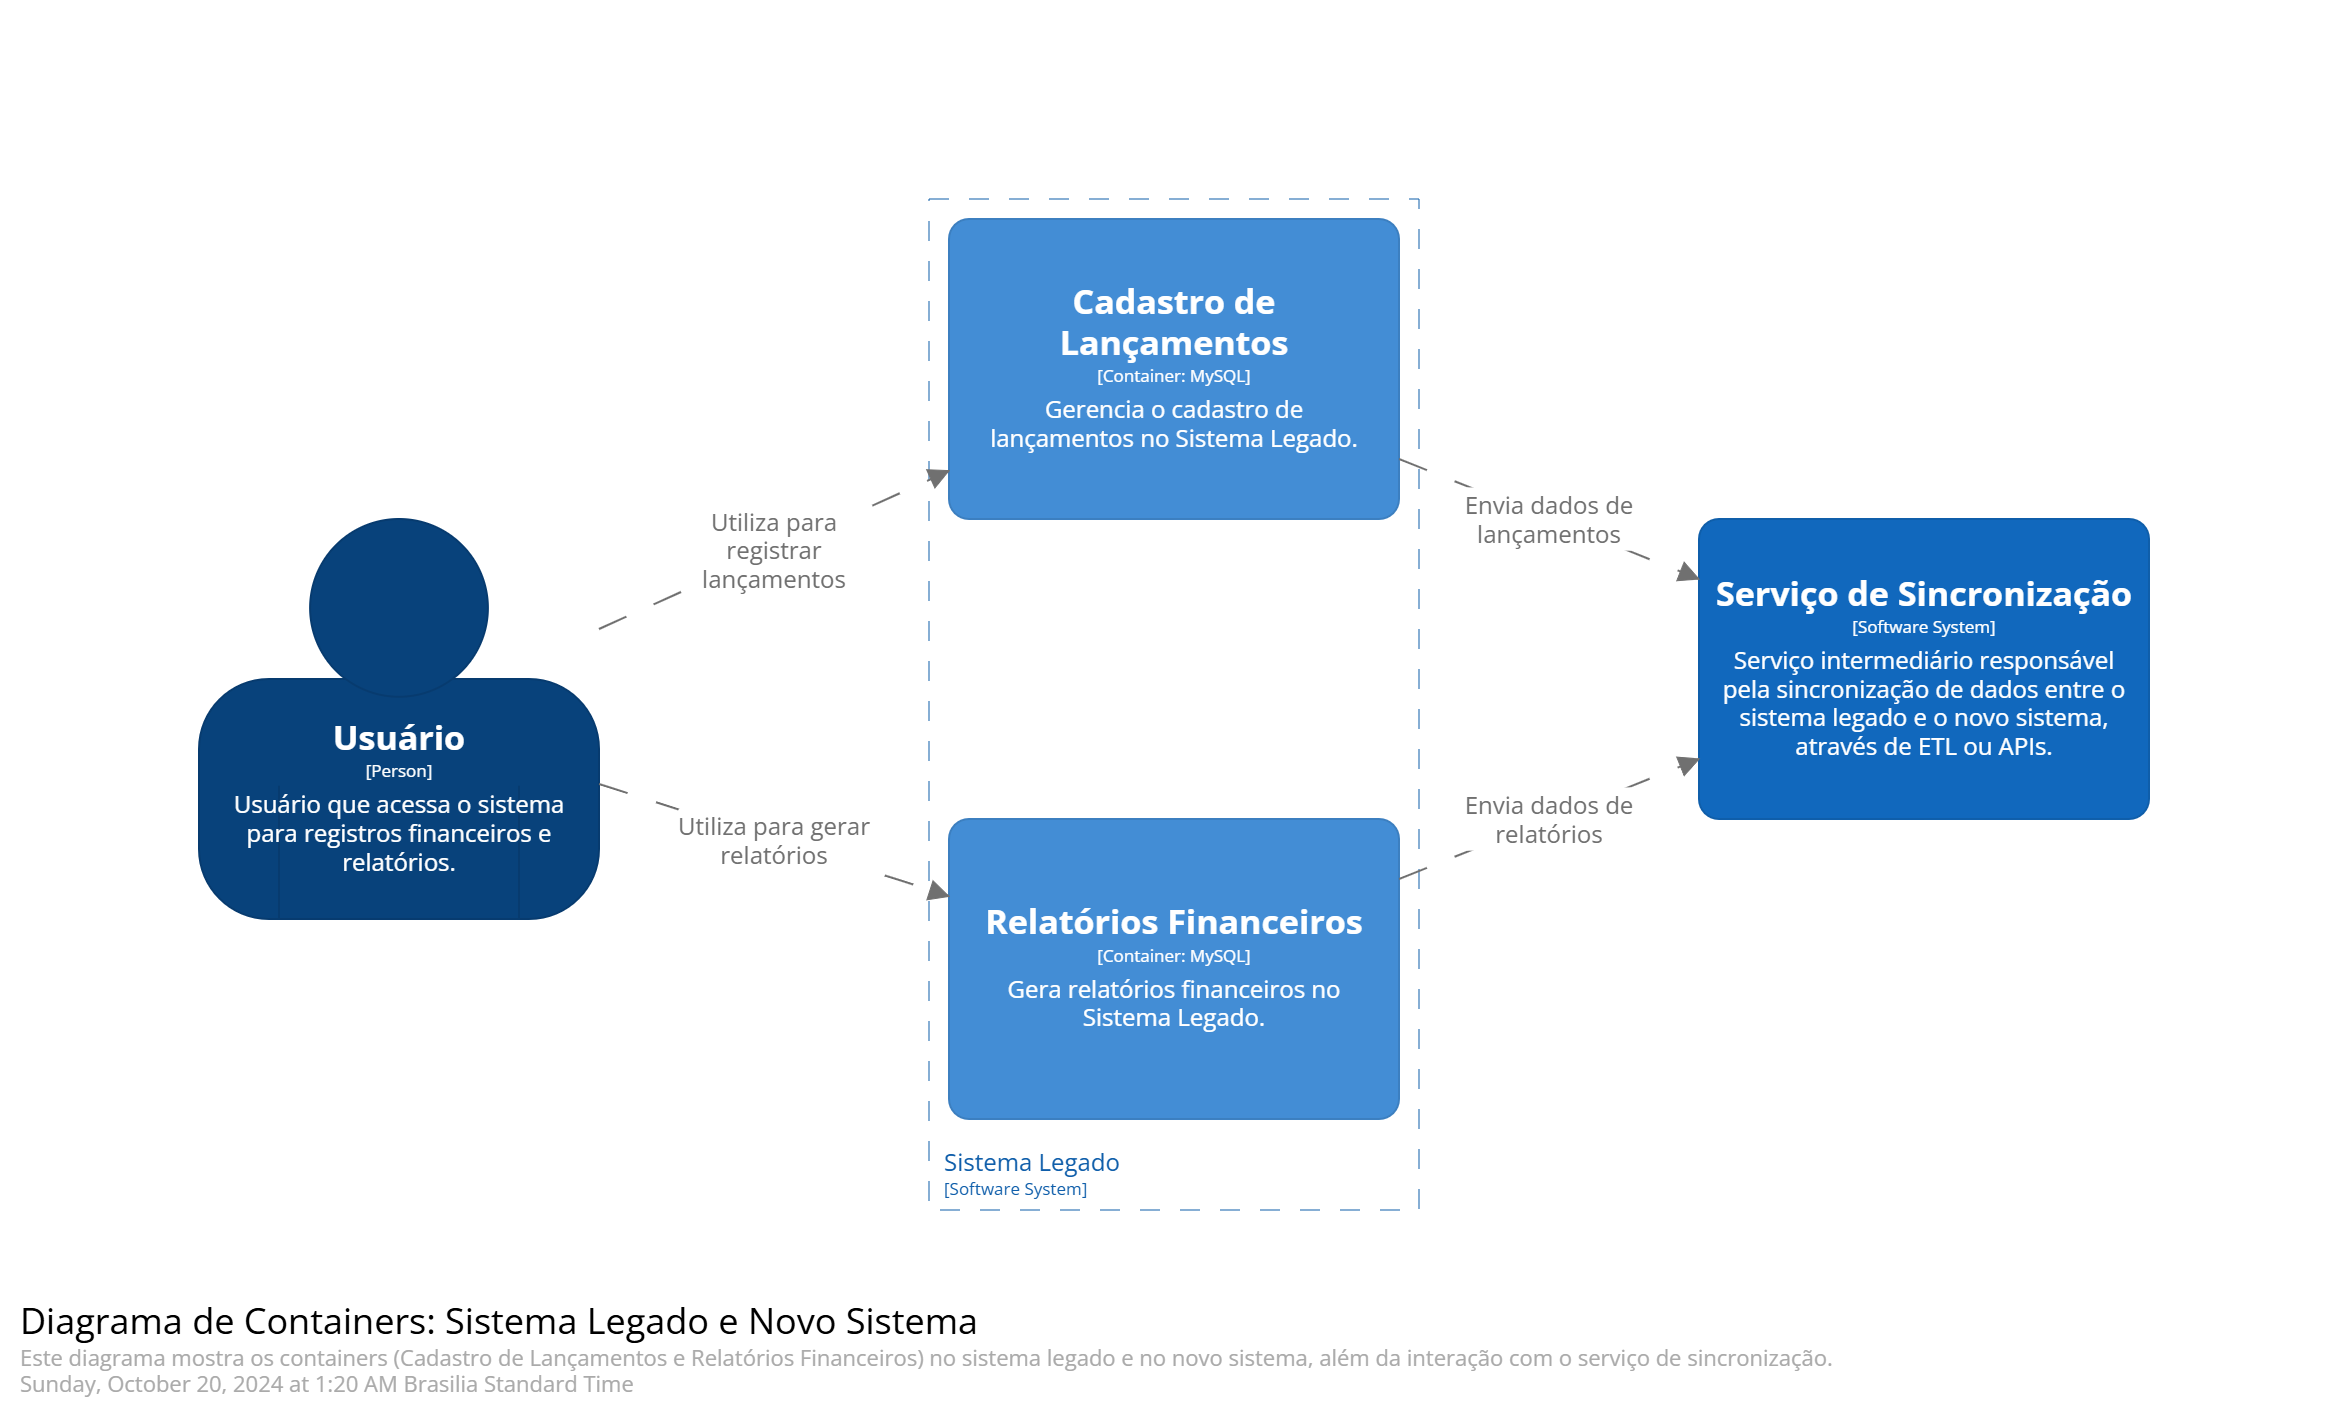 Cadastro de
Lançamentos
[Container: MySQL]
Gerencia o cadastro de
lançamentos no Sistema Legado.
Utiliza para
registrar
lançamentos
Envia dados de
lançamentos
Usuário
[Person]
Usuário que acessa o sistema
para registros financeiros e
relatórios.
Serviço de Sincronização
[Software System]
Serviço intermediário responsável
pela sincronização de dados entre o
sistema legado e o novo sistema,
através de ETL ou APIs.
Utiliza para gerar
relatórios
Envia dados de
relatórios
Relatórios Financeiros
[Container: MySQL]
Gera relatórios financeiros no
Sistema Legado.
Sistema Legado
[Software System]
Diagrama de Containers: Sistema Legado e Novo Sistema
Este diagrama mostra os containers (Cadastro de Lançamentos e Relatórios Financeiros) no sistema legado e no novo sistema, além da interação com o serviço de sincronização.
Sunday, October 20, 2024 at 1:20 AM Brasilia Standard Time